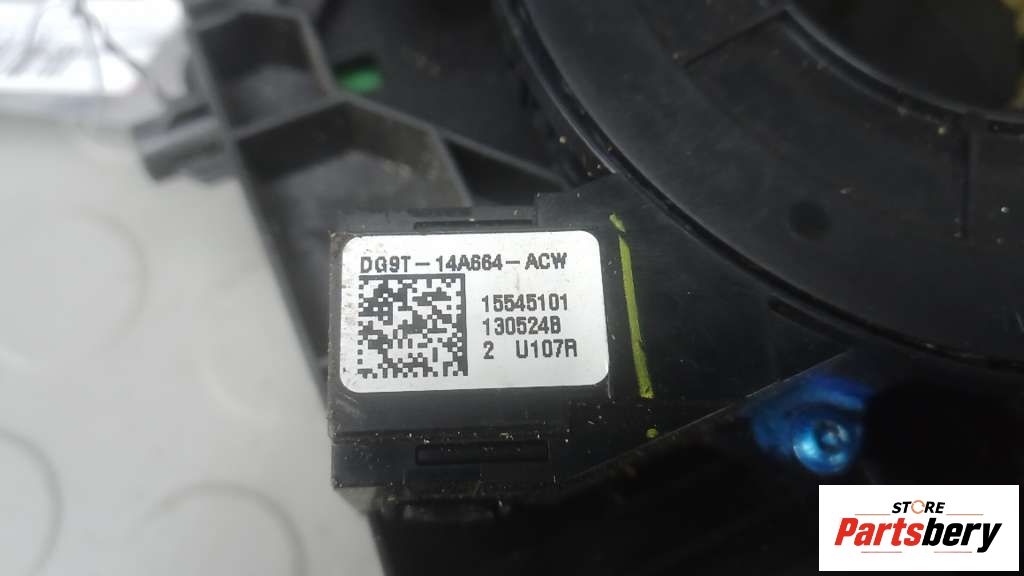 DG9T-14A664-ACW
15545101
130524B
2 U107R
STORE
Partsbery